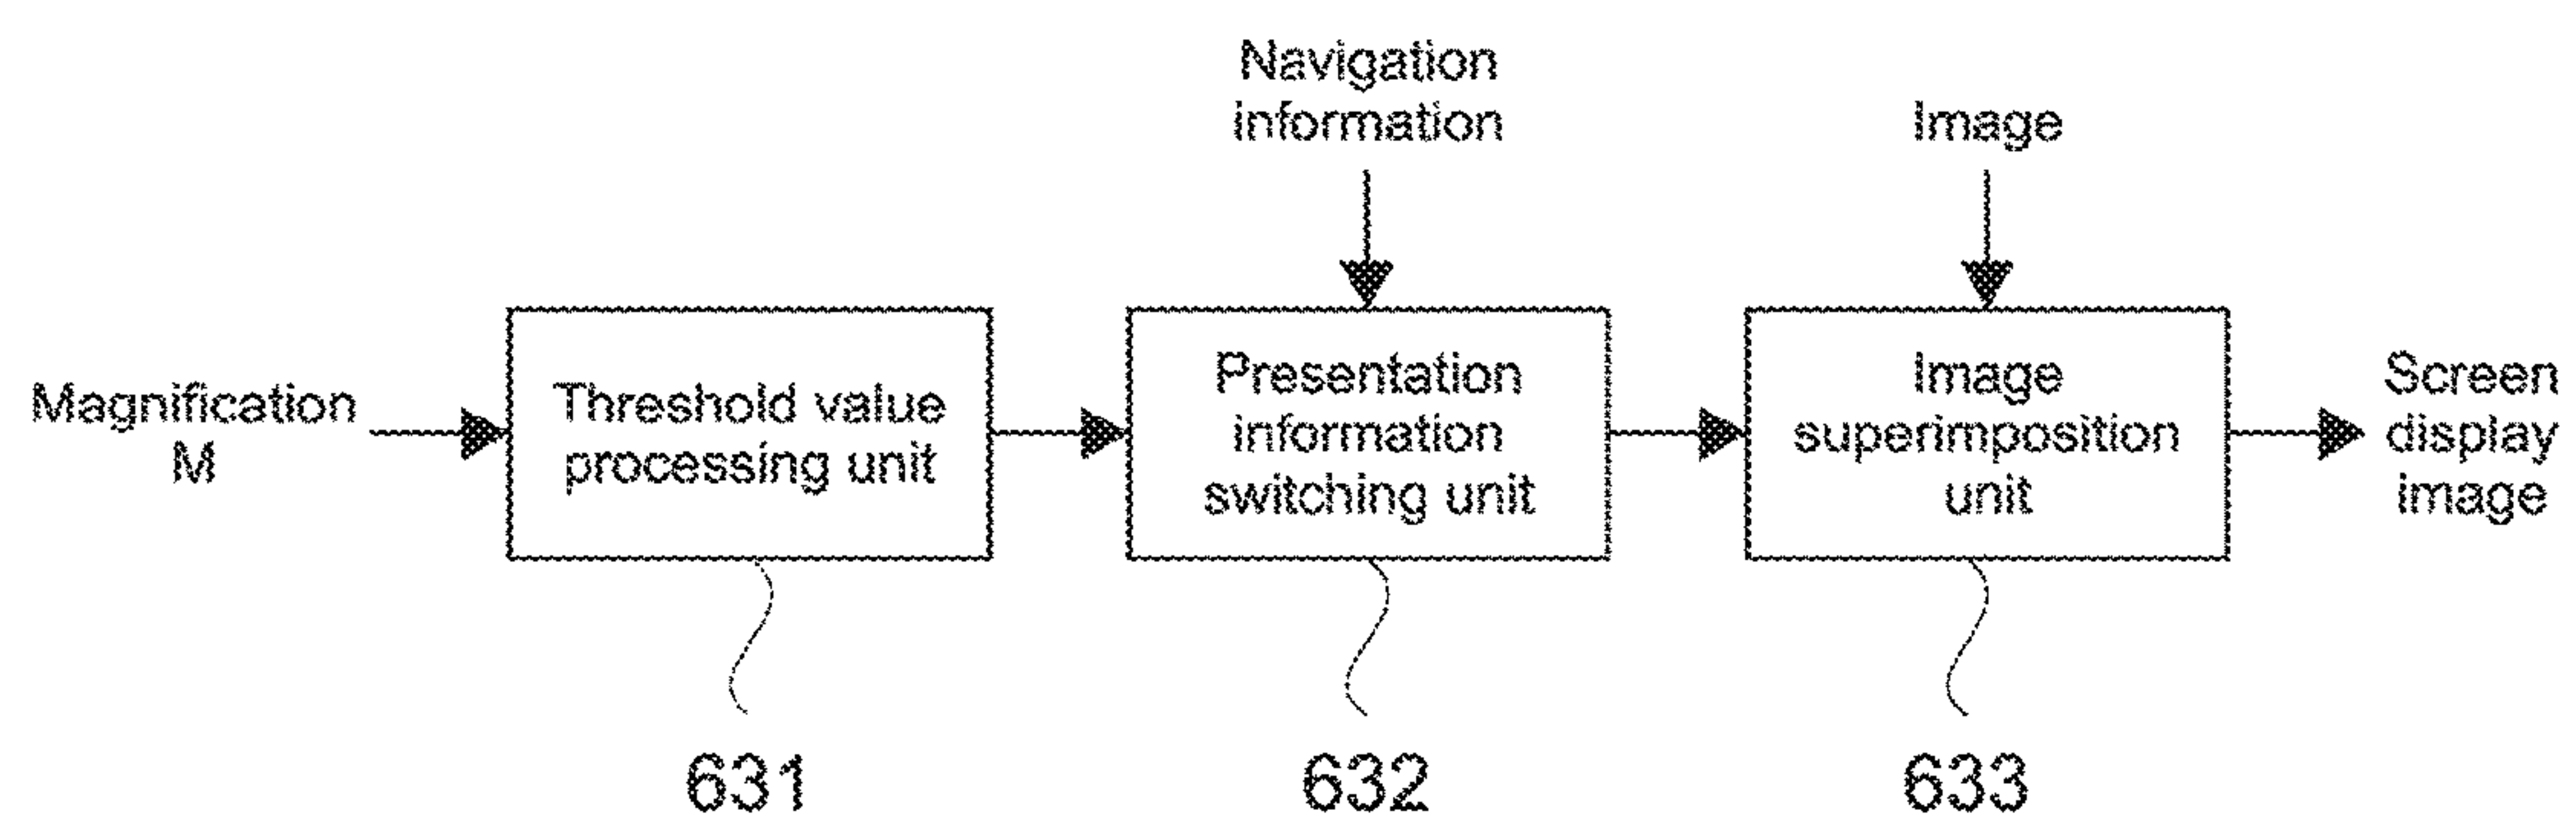 Navigation
information
Image
Magnification
M
Threshold value
processing unit
Presentation
information
switching unit
Image
superimposition
unit
Screen
display
image
631
632
633